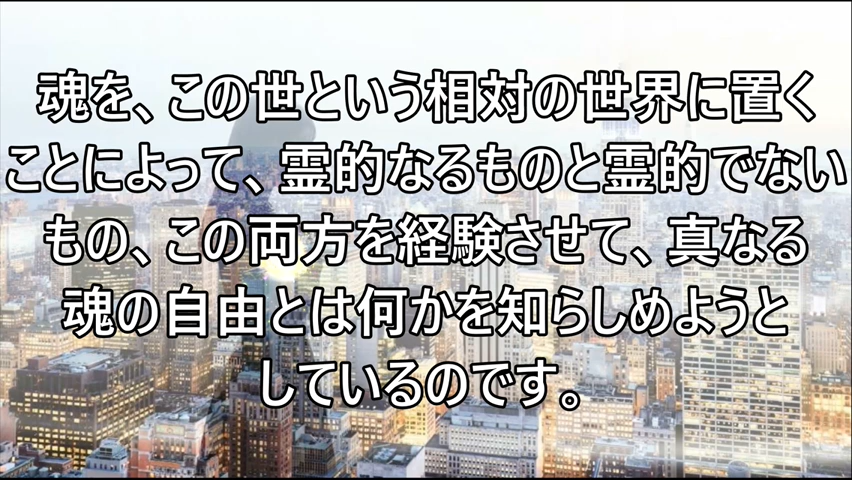 魂を、この世という相対の世界に置く
ことによって、霊的なるものと霊的でない
もの、この両方を経験させて、真なる
魂の自由とは何かを知らしめようと
しているのです。